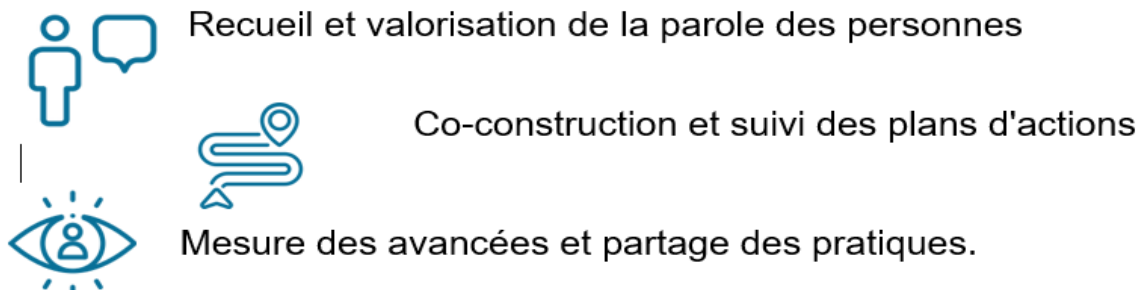 Recueil et valorisation de la parole des personnes
Co-construction et suivi des plans d'actions
Mesure des avancées et partage des pratiques.